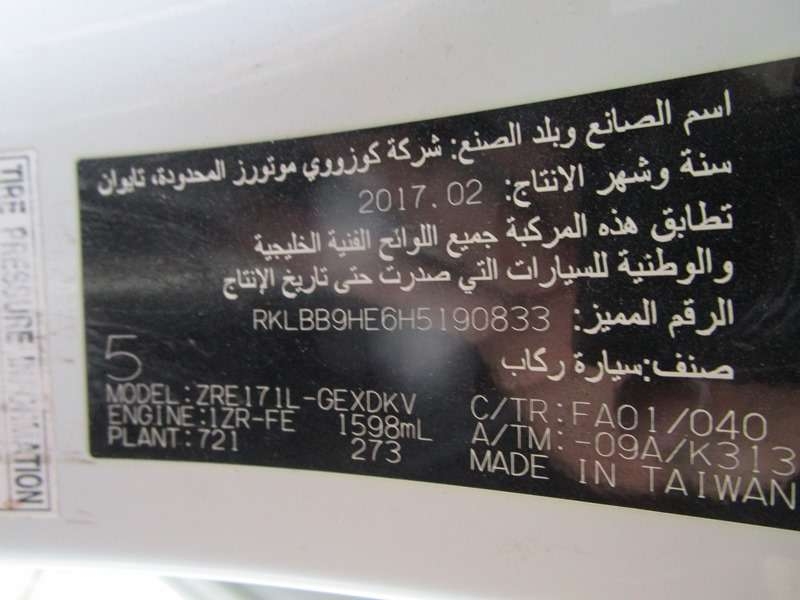 اسم الصانع وبلد الصنع: شركة كوزووي موتورز المحدودة، تايوان
سنة وشهر الانتاج: 2017.02
تطابق هذه المركبة جميع اللوائح الفنية الخليجية
والوطنية للسيارات التي صدرت حتى تاريخ الإنتاج
الرقم المميز: RKLBB9HE6H5190833
صنف:سيارة ركاب
5
MODEL:ZRE171L-GEXDKV
ENGINE:1ZR-FE 1598mL
PLANT:721 273
C/TR:FA01/040
A/TM:-09A/K313
MADE IN TAIWAN
TIRE PRESSURE